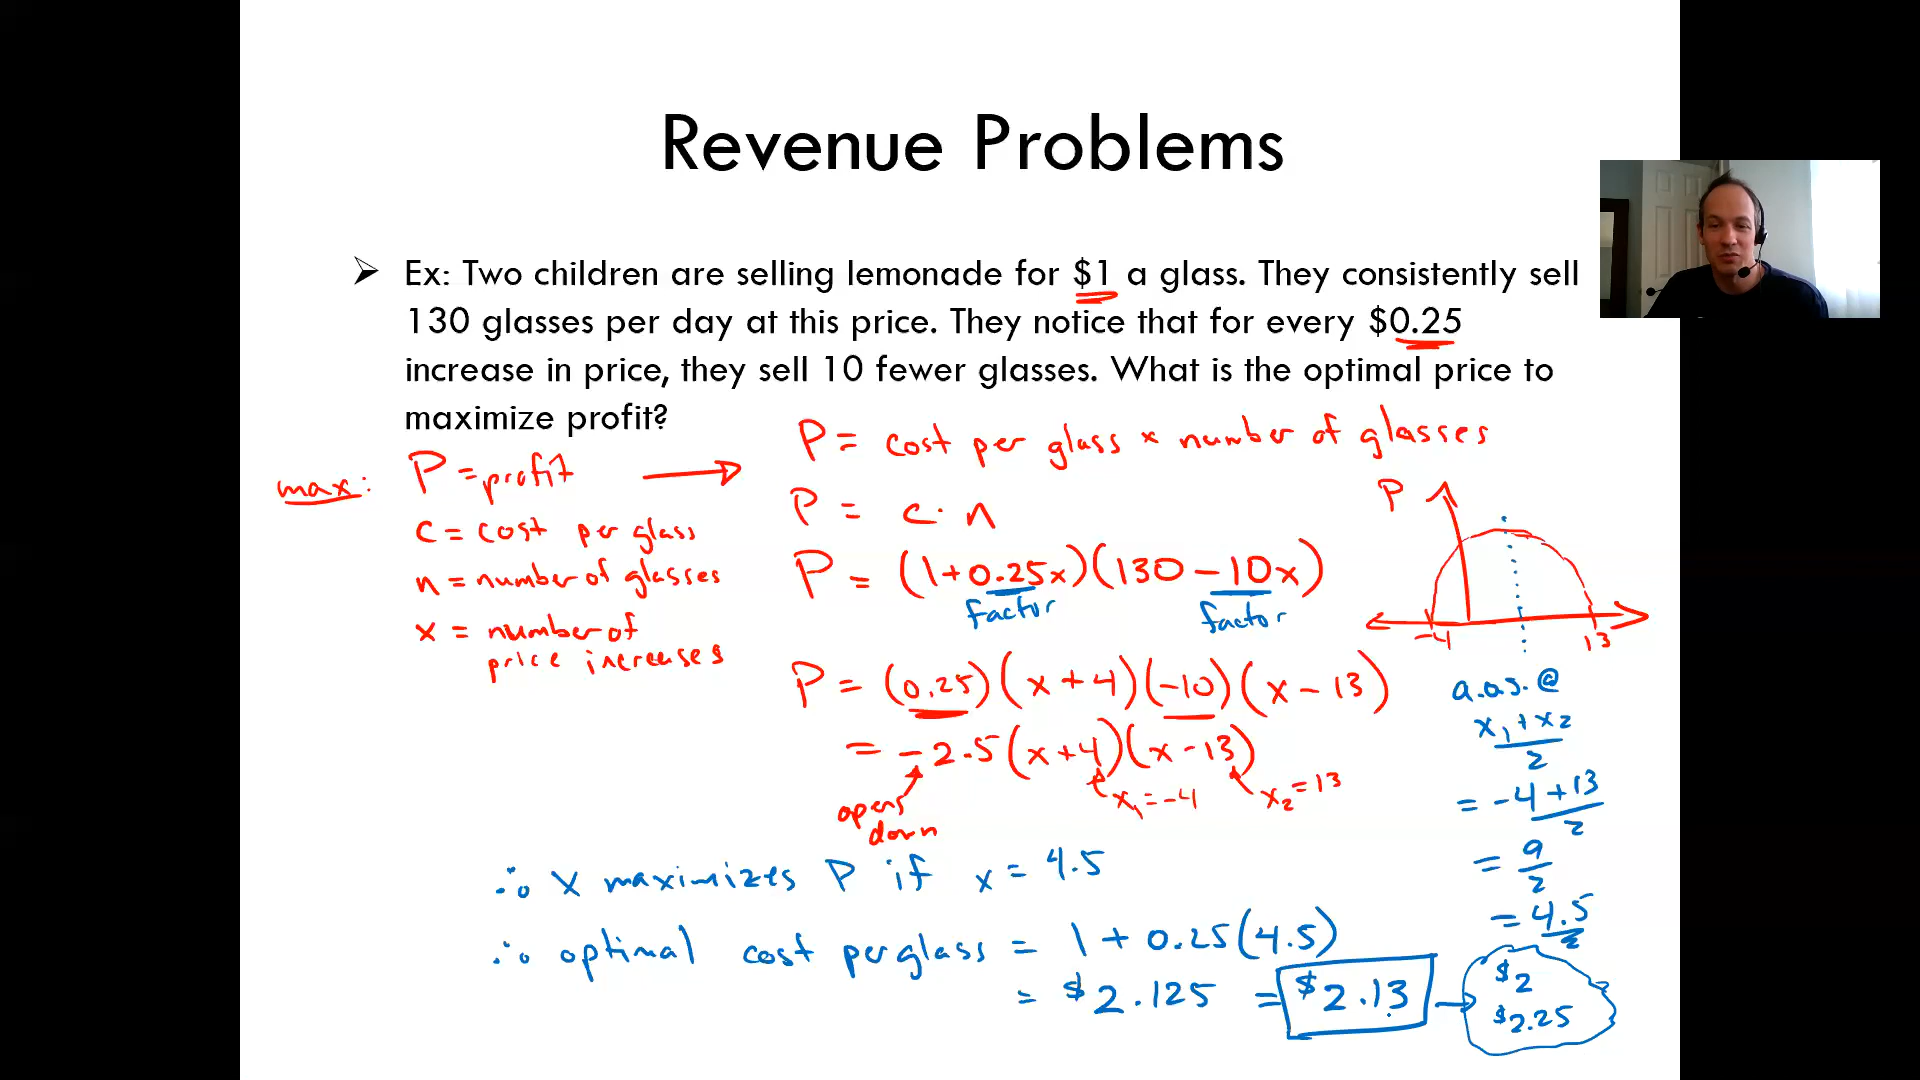 Revenue Problems
➢ Ex: Two children are selling lemonade for $1 a glass. They consistently sell
130 glasses per day at this price. They notice that for every $0.25
increase in price, they sell 10 fewer glasses. What is the optimal price to
maximize profit?
max: P = profit
c = cost per glass
n = number of glasses
x = number of
price increases
P = cost per glass × number of glasses
P = c · n
P = (1+0.25x)(130-10x)
factor factor
P = (0.25)(x+4)(-10)(x-13)
= -2.5(x+4)(x-13)
opens
down
x₁=-4
x₂=13
P
-4 13
a.o.s. @
x₁+x₂/2
= -4+13/2
= 9/2
= 4.5
∴ x maximizes P if x = 4.5
∴ optimal cost per glass = 1 + 0.25(4.5)
= $2.125 = $2.13
$2
$2.25